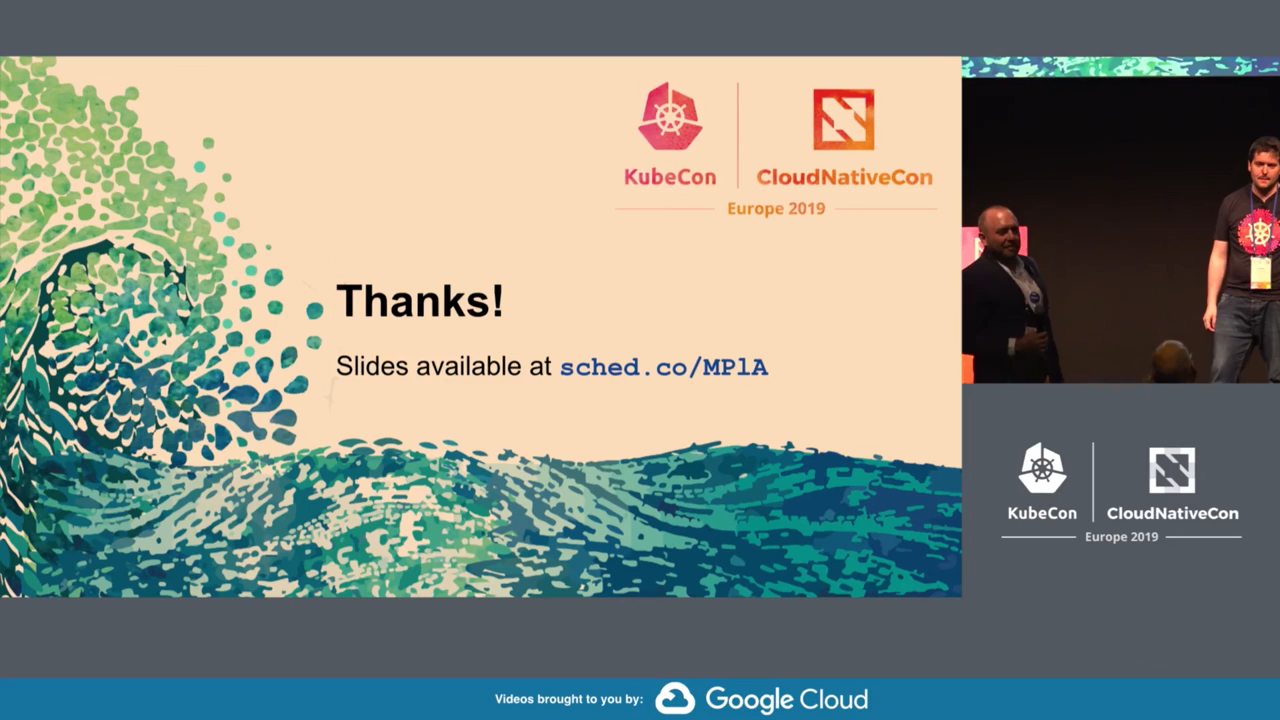 KubeCon
CloudNativeCon
Europe 2019
Thanks!
Slides available at sched.co/MPlA
KubeCon
CloudNativeCon
Europe 2019
Videos brought to you by: Google Cloud